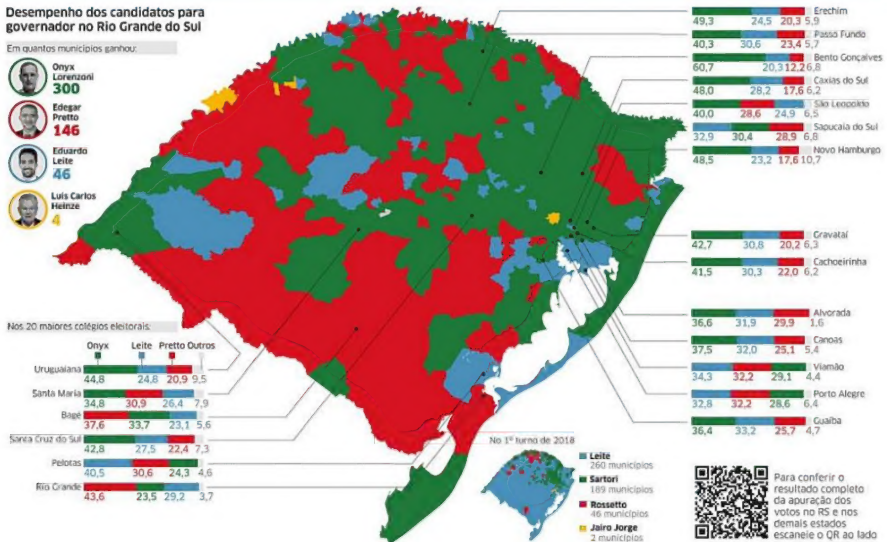 Desempenho dos candidatos para
governador no Rio Grande do Sul
Em quantos municípios ganhou:
Onyx
Lorenzoni
300
Edegar
Pretto
146
Eduardo
Leite
46
Luis Carlos
Heinze
4
Nos 20 maiores colégios eleitorais:
Onyx Leite Pretto Outros
Uruguaiana
44,8 24,8 20,9 9,5
Santa Maria
34,8 30,9 26,4 7,9
Bagé
37,6 33,7 23,1 5,6
Santa Cruz do Sul
42,8 27,5 22,4 7,3
Pelotas
40,5 30,6 24,3 4,6
Rio Grande
43,6 23,5 29,2 3,7
Erechim
49,3 24,5 20,3 5,9
Passo Fundo
40,3 30,6 23,4 5,7
Bento Gonçalves
60,7 20,3 12,2 6,8
Caxias do Sul
48,0 28,2 17,6 6,2
São Leopoldo
40,0 28,6 24,9 6,5
Sapucaia do Sul
32,9 30,4 28,9 6,8
Novo Hamburgo
48,5 23,2 17,6 10,7
Gravataí
42,7 30,8 20,2 6,3
Cachoeirinha
41,5 30,3 22,0 6,2
Alvorada
36,6 31,9 29,9 1,6
Canoas
37,5 32,0 25,1 5,4
Viamão
34,3 32,2 29,1 4,4
Porto Alegre
32,8 32,2 28,6 6,4
Guaíba
36,4 33,2 25,7 4,7
No 1º turno de 2018
Leite
260 municípios
Sartori
189 municípios
Rossetto
46 municípios
Jairo Jorge
2 municípios
Para conferir o
resultado completo
da apuração dos
votos no RS e nos
demais estados
escaneie o QR ao lado